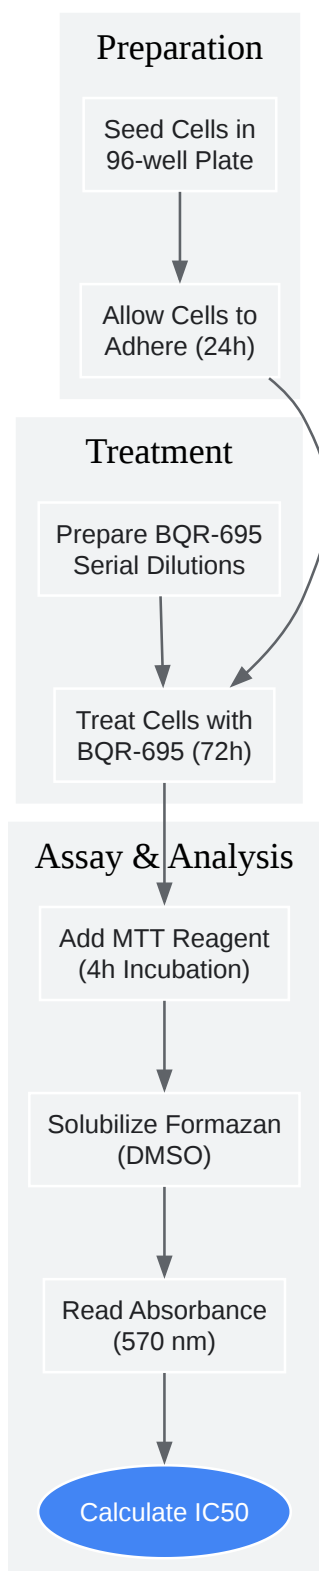 Preparation
Seed Cells in
96-well Plate
Allow Cells to
Adhere (24h)
Treatment
Prepare BQR-695
Serial Dilutions
Treat Cells with
BQR-695 (72h)
Assay & Analysis
Add MTT Reagent
(4h Incubation)
Solubilize Formazan
(DMSO)
Read Absorbance
(570 nm)
Calculate IC50